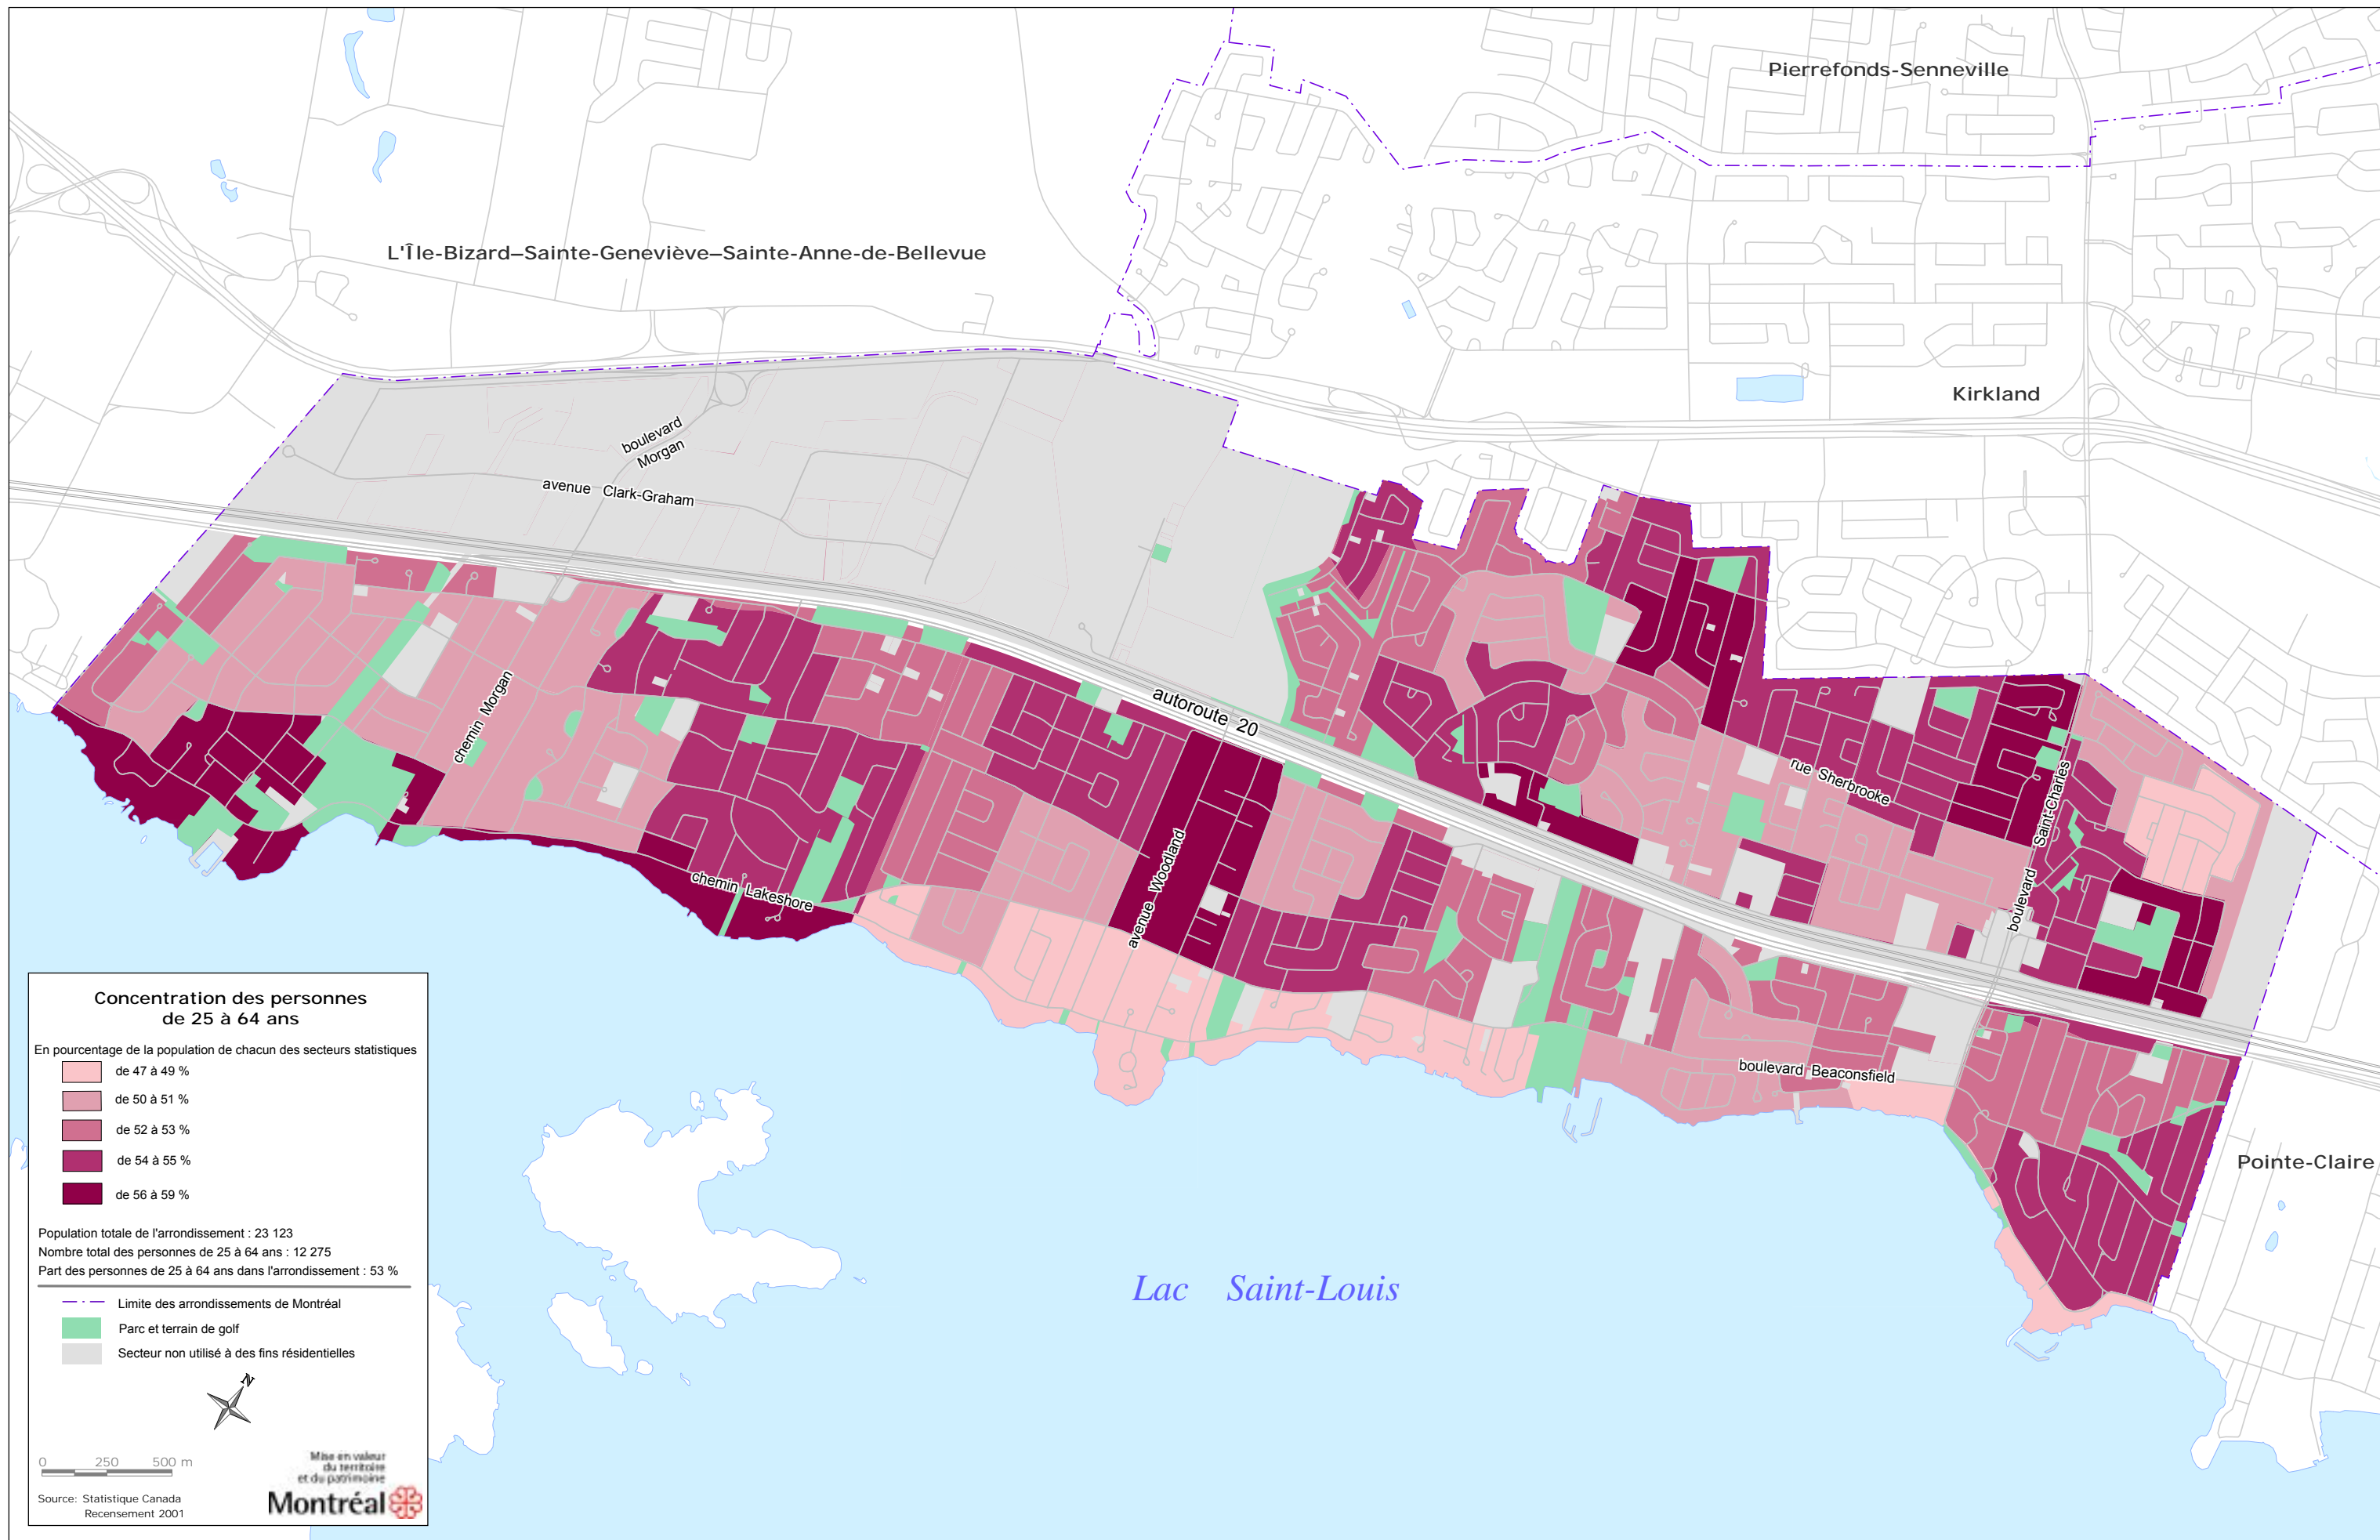 Pierrefonds-Senneville
L'Île-Bizard–Sainte-Geneviève–Sainte-Anne-de-Bellevue
Kirkland
boulevard
Morgan
avenue Clark-Graham
chemin Morgan
autoroute 20
rue Sherbrooke
boulevard Saint-Charles
avenue Woodland
chemin Lakeshore
boulevard Beaconsfield
Pointe-Claire
Lac Saint-Louis
Concentration des personnes
de 25 à 64 ans
En pourcentage de la population de chacun des secteurs statistiques
de 47 à 49 %
de 50 à 51 %
de 52 à 53 %
de 54 à 55 %
de 56 à 59 %
Population totale de l'arrondissement : 23 123
Nombre total des personnes de 25 à 64 ans : 12 275
Part des personnes de 25 à 64 ans dans l'arrondissement : 53 %
Limite des arrondissements de Montréal
Parc et terrain de golf
Secteur non utilisé à des fins résidentielles
N
0 250 500 m
Mise en valeur
du territoire
et du patrimoine
Montréal
Source: Statistique Canada
Recensement 2001